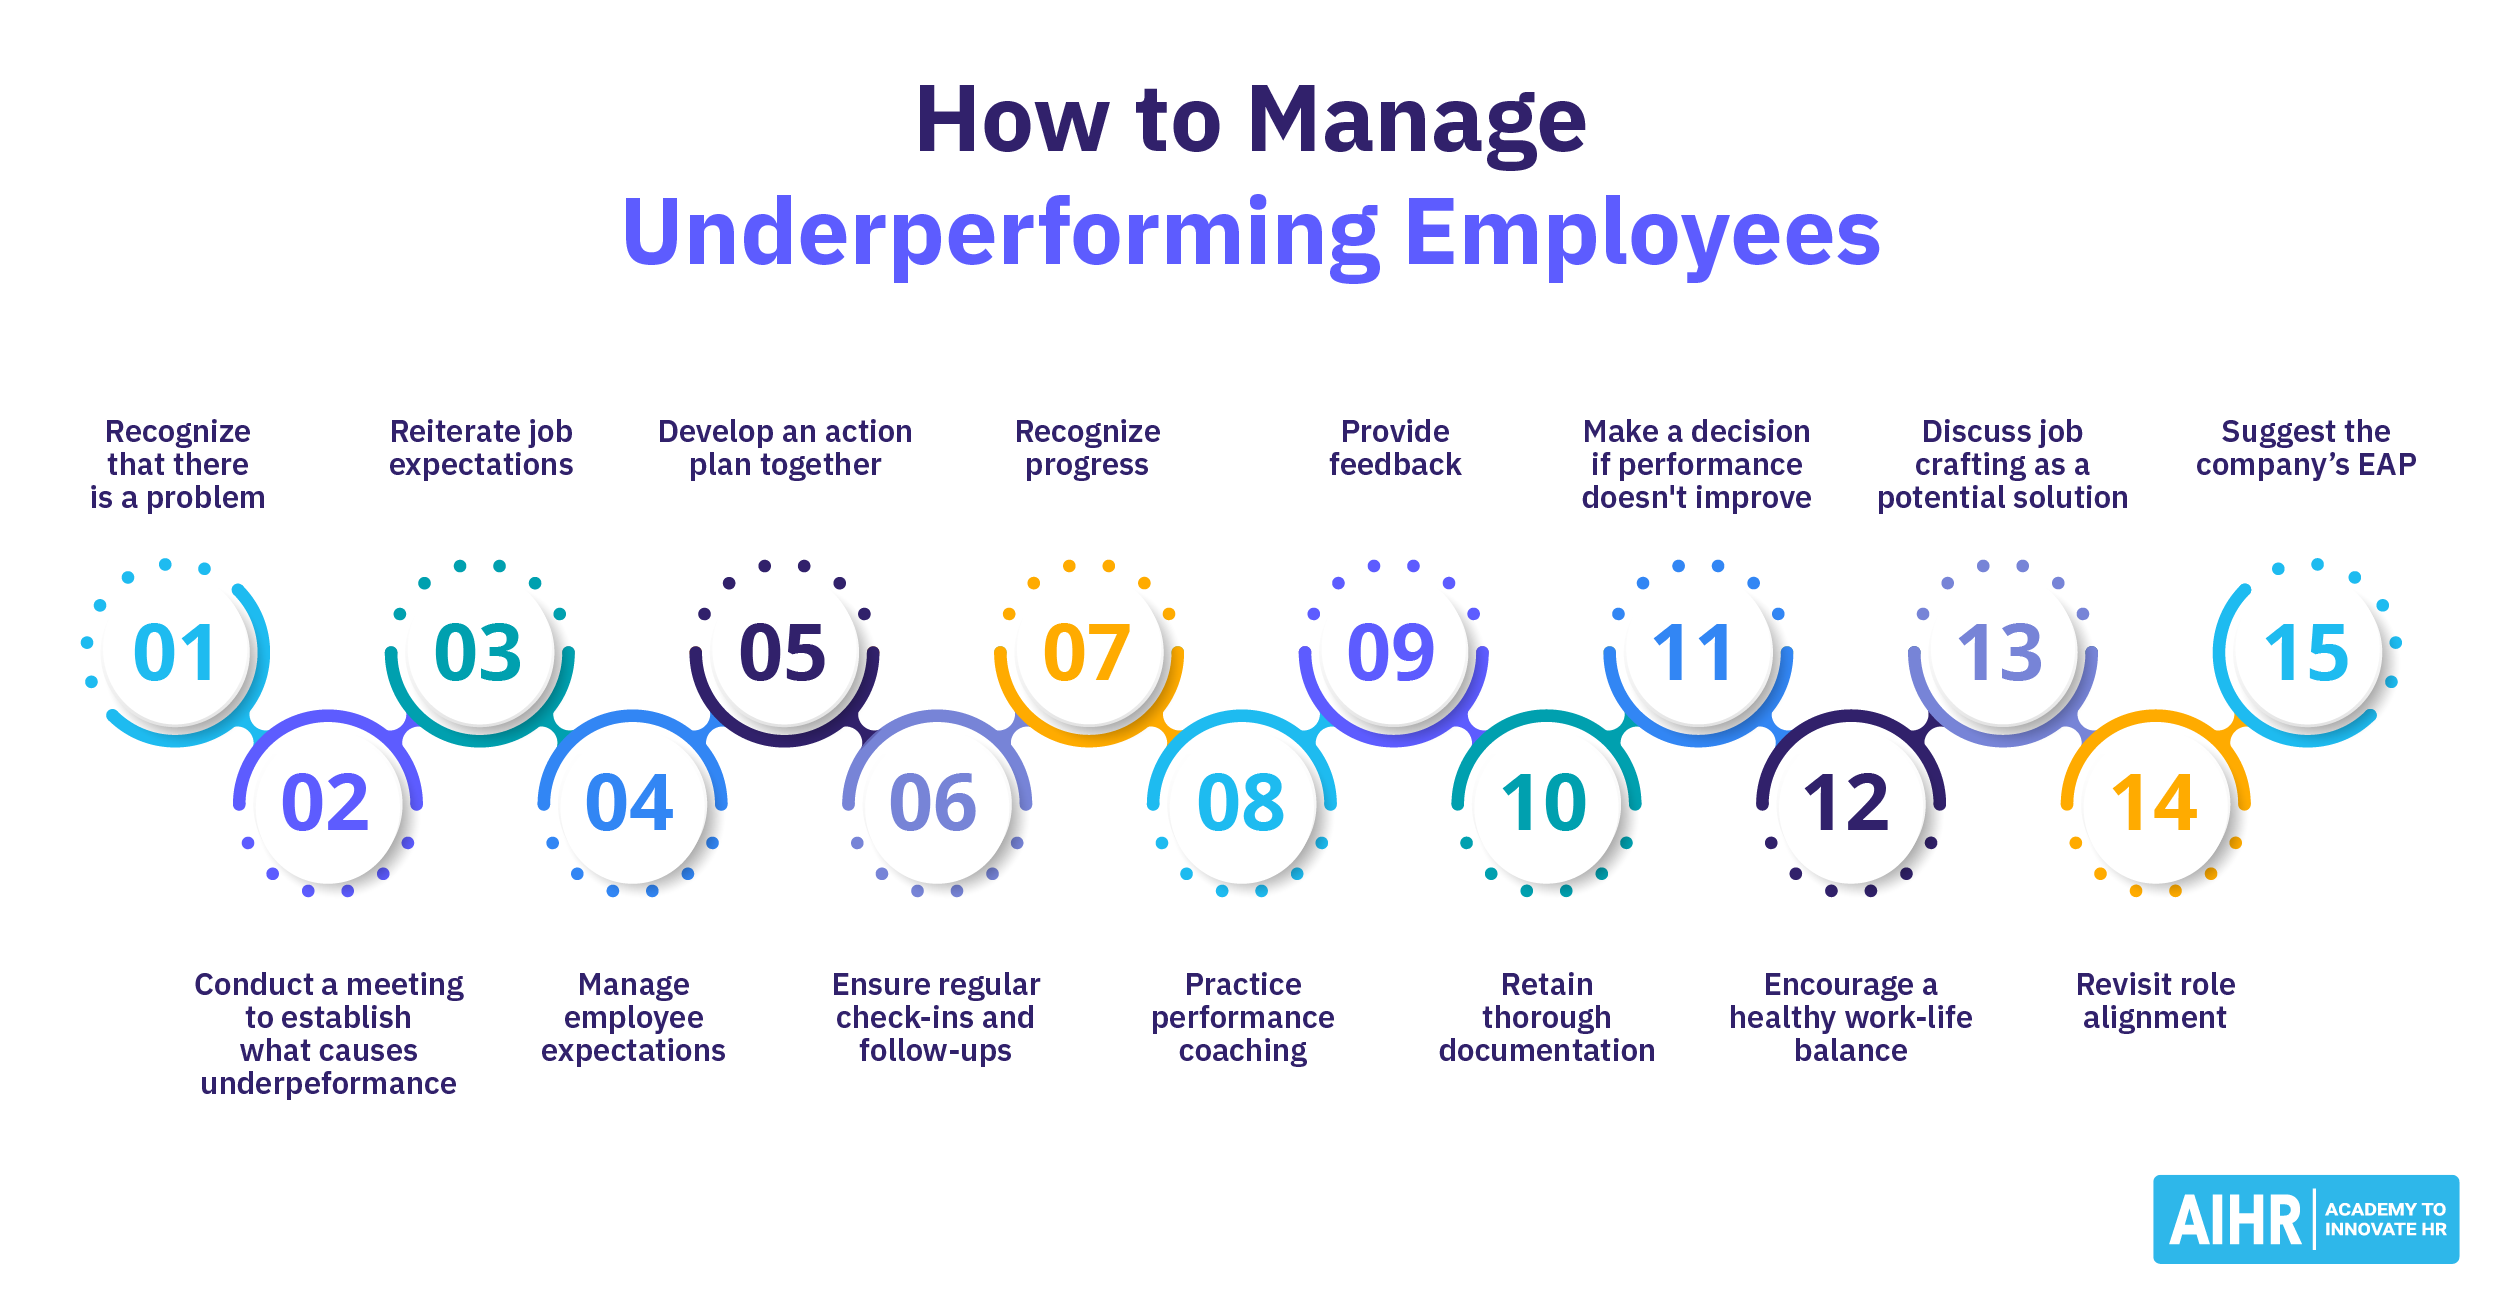 How to Manage
Underperforming Employees
Recognize
that there
is a problem
01
Conduct a meeting
to establish
what causes
underpeformance
02
Reiterate job
expectations
03
Manage
employee
expectations
04
Develop an action
plan together
05
Ensure regular
check-ins and
follow-ups
06
Recognize
progress
07
Practice
performance
coaching
08
Provide
feedback
09
Retain
thorough
documentation
10
Make a decision
if performance
doesn't improve
11
Encourage a
healthy work-life
balance
12
Discuss job
crafting as a
potential solution
13
Revisit role
alignment
14
Suggest the
company’s EAP
15
AIHR
ACADEMY TO
INNOVATE HR